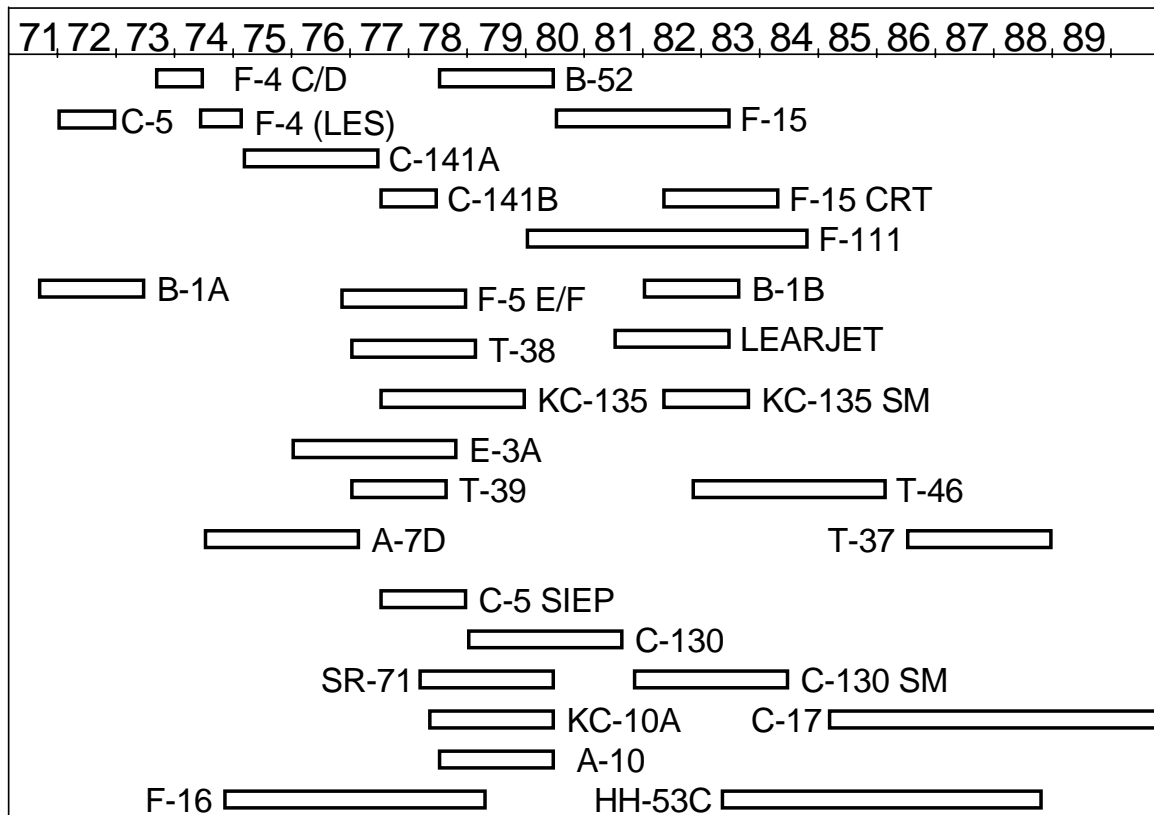 71 72 73 74 75 76 77 78 79 80 81 82 83 84 85 86 87 88 89
F-4 C/D B-52
C-5 F-4 (LES) F-15
C-141A
C-141B F-15 CRT
F-111
B-1A F-5 E/F B-1B
T-38 LEARJET
KC-135 KC-135 SM
E-3A
T-39 T-46
A-7D T-37
C-5 SIEP
C-130
SR-71 C-130 SM
KC-10A C-17
A-10
F-16 HH-53C